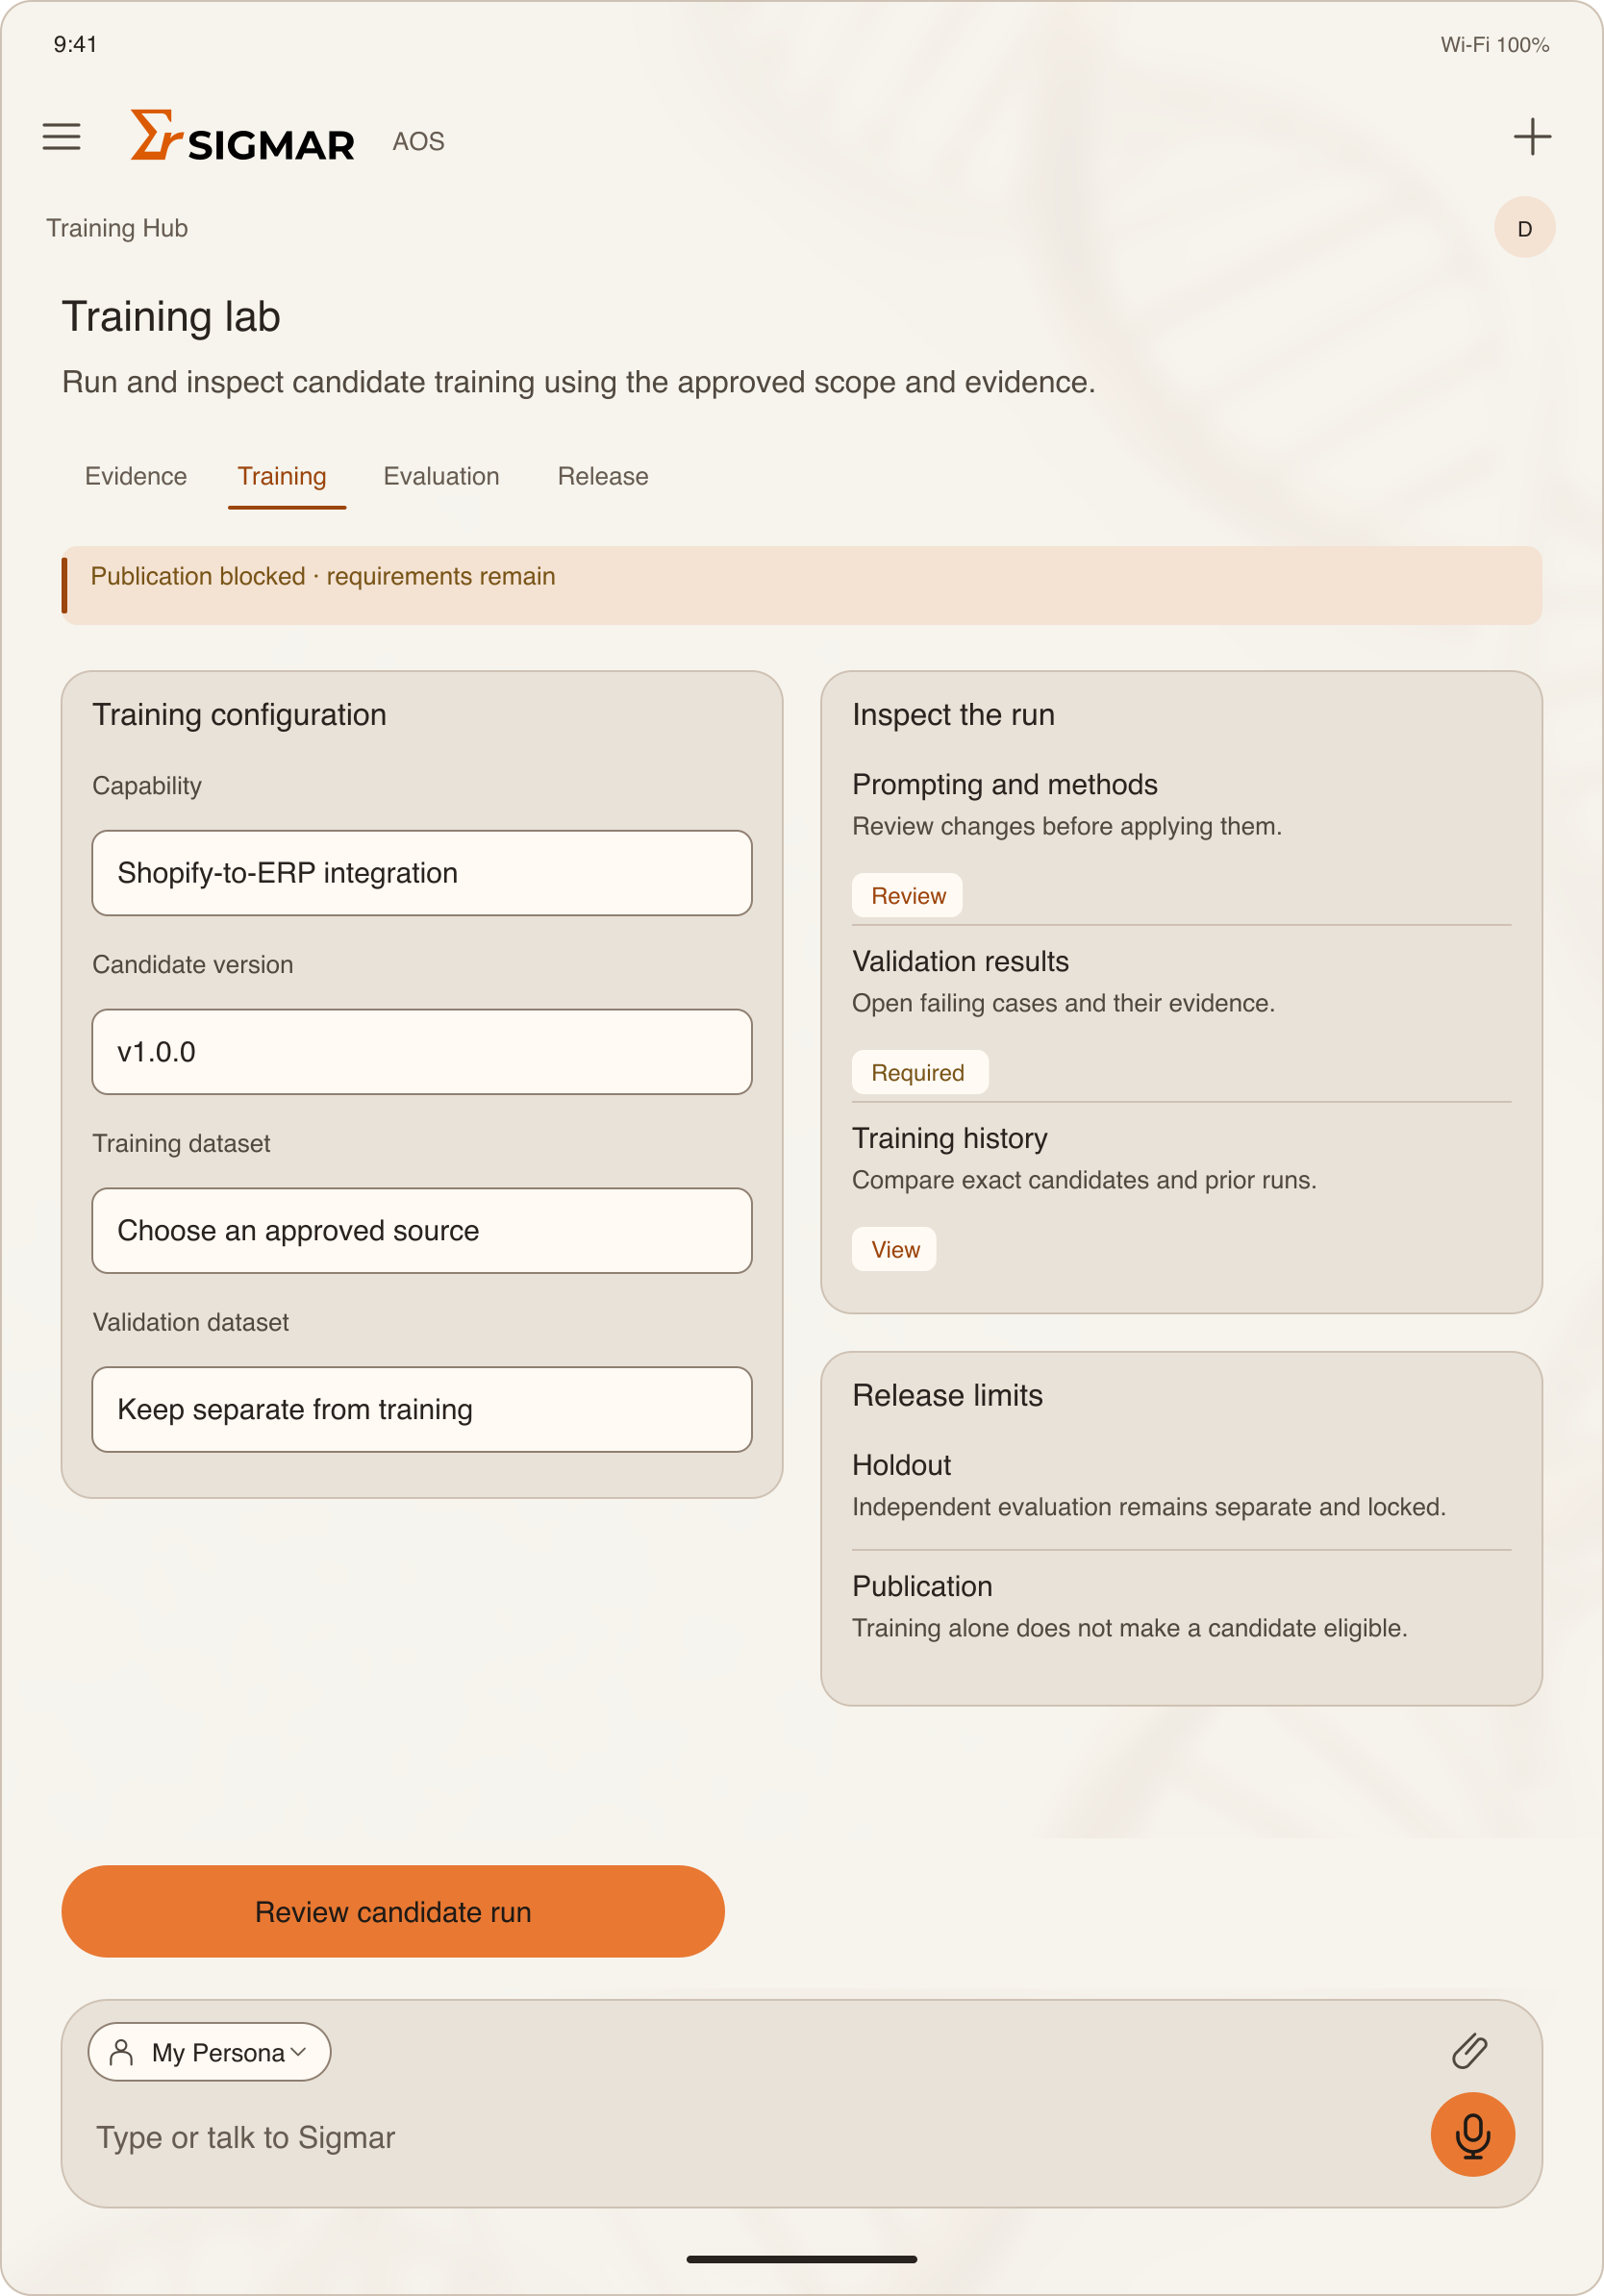 9:41
Wi-Fi 100%
Σr SIGMAR AOS
Training Hub
D
Training lab
Run and inspect candidate training using the approved scope and evidence.
Evidence Training Evaluation Release
Publication blocked · requirements remain
Training configuration
Capability
Shopify-to-ERP integration
Candidate version
v1.0.0
Training dataset
Choose an approved source
Validation dataset
Keep separate from training
Inspect the run
Prompting and methods
Review changes before applying them.
Review
Validation results
Open failing cases and their evidence.
Required
Training history
Compare exact candidates and prior runs.
View
Release limits
Holdout
Independent evaluation remains separate and locked.
Publication
Training alone does not make a candidate eligible.
Review candidate run
My Persona
Type or talk to Sigmar